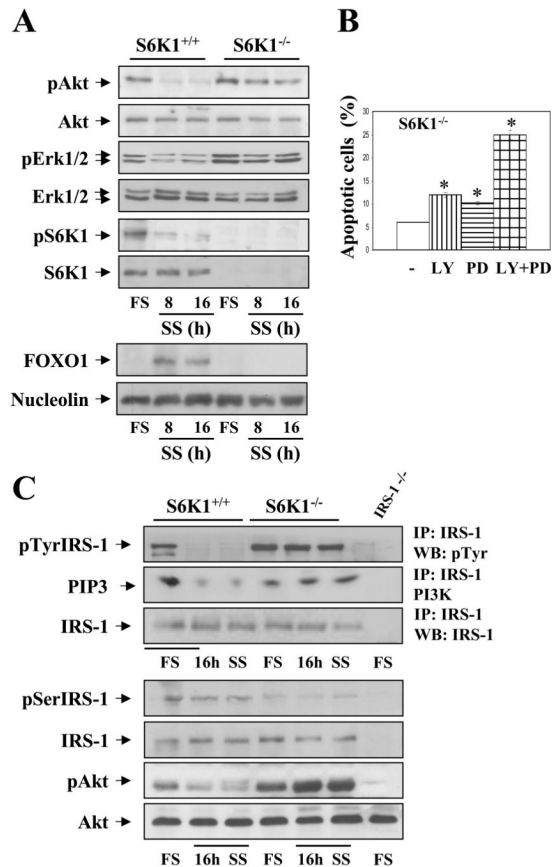 A
S6K1+/+ S6K1-/-
pAkt
Akt
pErk1/2
Erk1/2
pS6K1
S6K1
FS 8 16 FS 8 16
SS (h) SS (h)
FOXO1
Nucleolin
FS 8 16 FS 8 16
SS (h) SS (h)
B
S6K1-/-
Apoptotic cells (%)
30
25
20
15
10
5
0
* * *
- LY PD LY+PD
C
S6K1+/+ S6K1-/- IRS-1 -/-
pTyrIRS-1
IP: IRS-1
WB: pTyr
PIP3
IP: IRS-1
PI3K
IRS-1
IP: IRS-1
WB: IRS-1
FS 16h SS FS 16h SS FS
pSerIRS-1
IRS-1
pAkt
Akt
FS 16h SS FS 16h SS FS